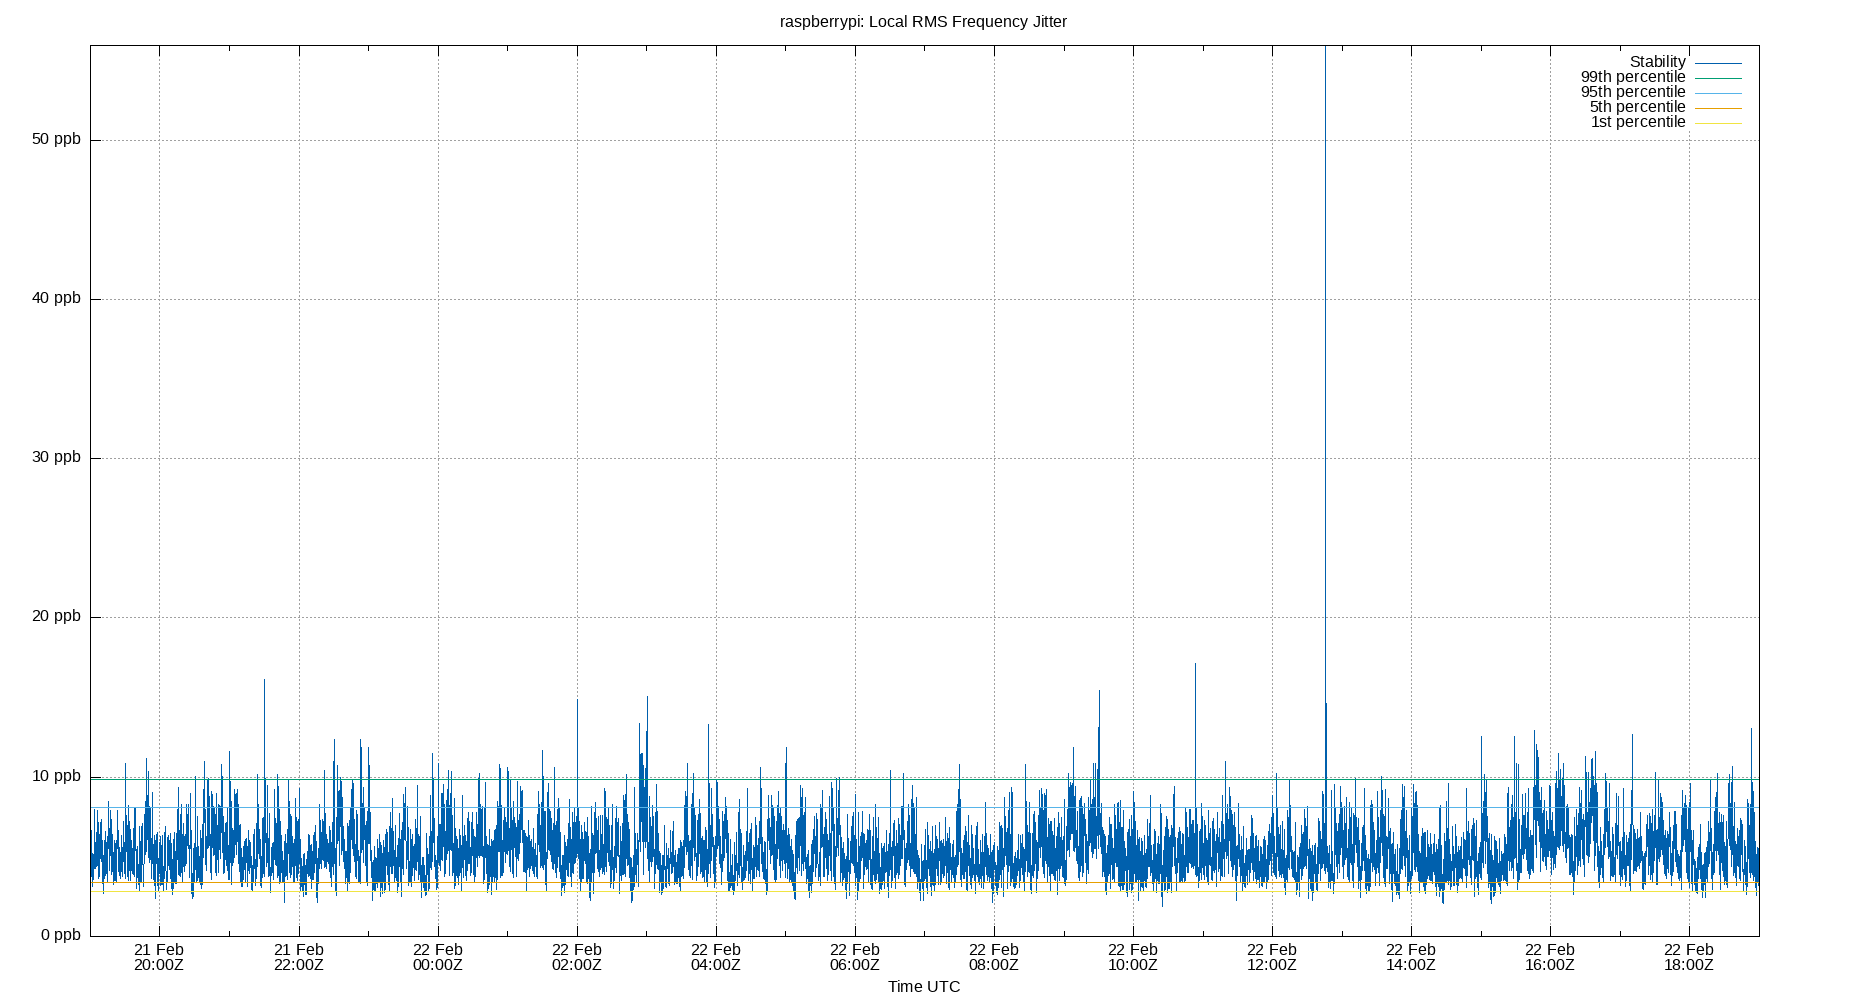 raspberrypi: Local RMS Frequency Jitter
Stability
99th percentile
95th percentile
5th percentile
1st percentile
50 ppb
40 ppb
30 ppb
20 ppb
10 ppb
0 ppb
21 Feb 21 Feb 22 Feb 22 Feb 22 Feb 22 Feb 22 Feb 22 Feb 22 Feb 22 Feb 22 Feb 22 Feb
20:00Z 22:00Z 00:00Z 02:00Z 04:00Z 06:00Z 08:00Z 10:00Z 12:00Z 14:00Z 16:00Z 18:00Z
Time UTC